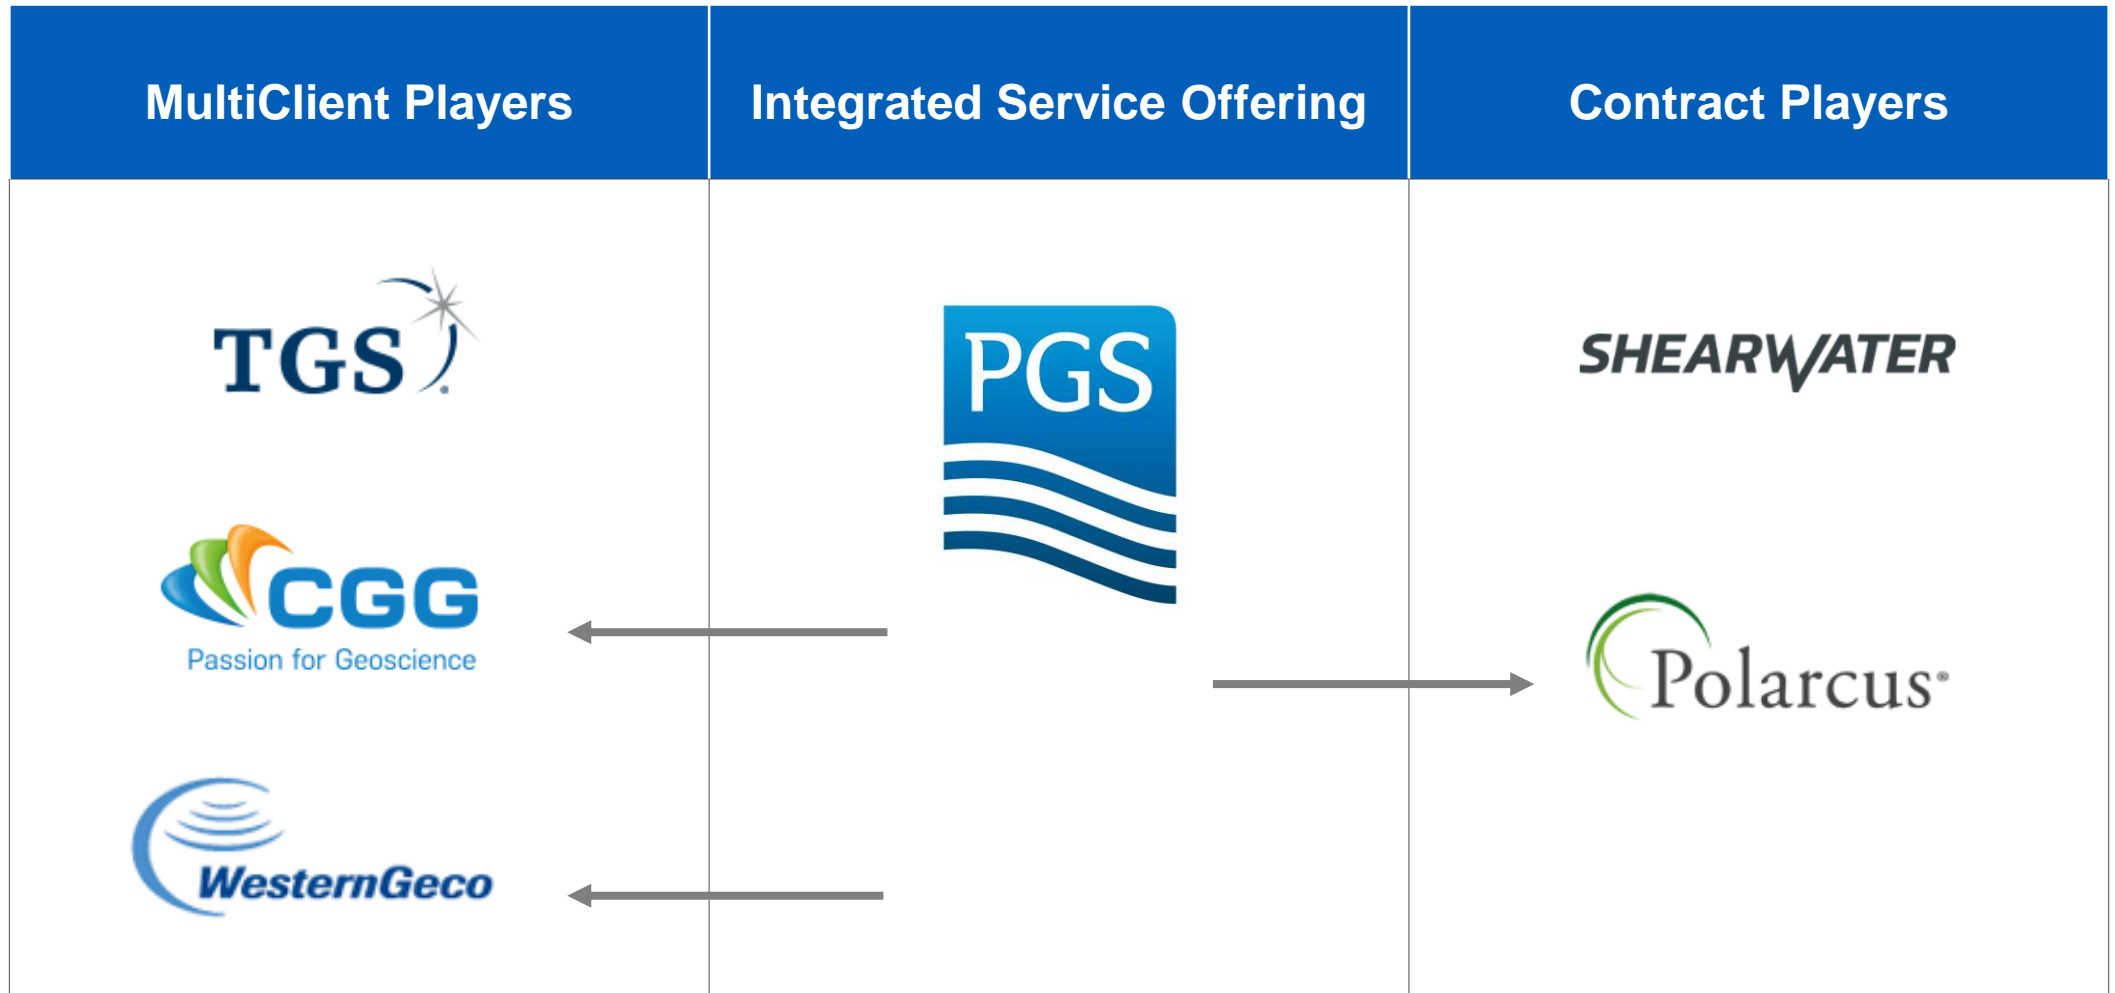 MultiClient Players
Integrated Service Offering
Contract Players
TGS
PGS
SHEARWATER
CGG
Passion for Geoscience
Polarcus®
WesternGeco